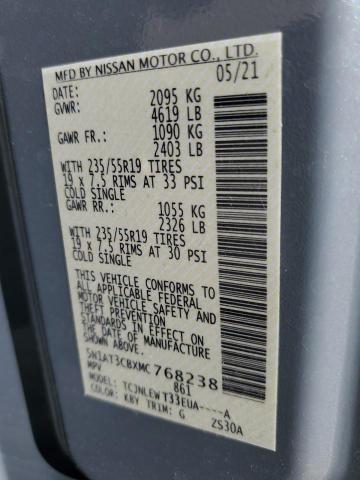 MFD BY NISSAN MOTOR CO., LTD.
DATE: 05/21
GVWR: 2095 KG
4619 LB
GAWR FR.: 1090 KG
2403 LB
WITH 235/55R19 TIRES
19 x 7.5 RIMS AT 33 PSI
COLD SINGLE
GAWR RR.: 1055 KG
2326 LB
WITH 235/55R19 TIRES
19 x 7.5 RIMS AT 30 PSI
COLD SINGLE
THIS VEHICLE CONFORMS TO
ALL APPLICABLE FEDERAL
MOTOR VEHICLE SAFETY AND
THEFT PREVENTION
STANDARDS IN EFFECT ON THE
DATE OF MANUFACTURE
SHOWN ABOVE.
5N1AT3CBXMC 768238
MPV 861
TCJNLEW T33EUA----A
COLOR: KBY TRIM: G ZS30A